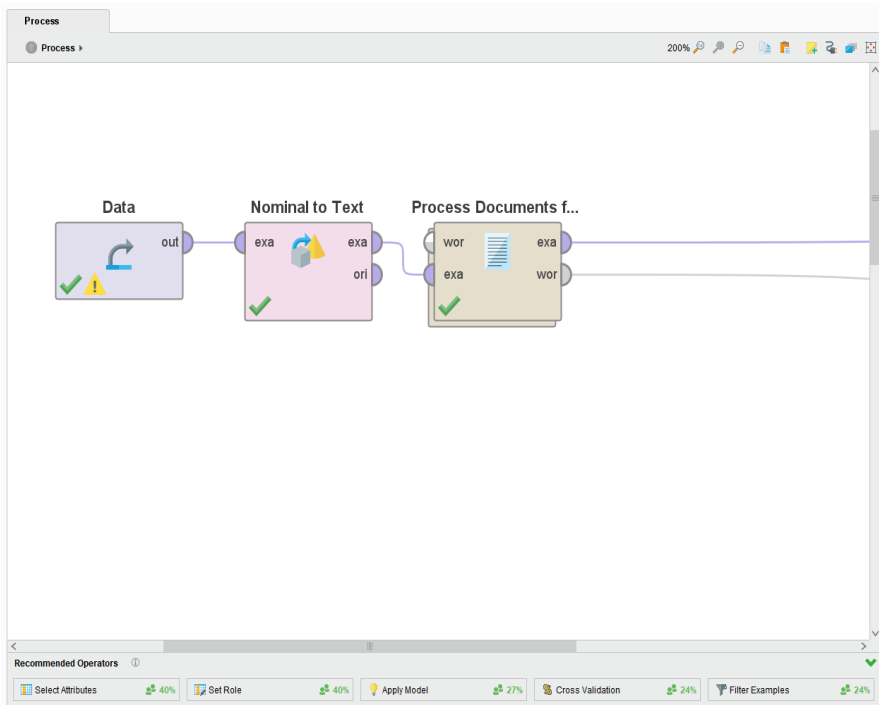 Process
Process
200%
Data
Nominal to Text
Process Documents f...
out
exa
exa
ori
wor
exa
exa
wor
Recommended Operators
Select Attributes 40%
Set Role 40%
Apply Model 27%
Cross Validation 24%
Filter Examples 24%